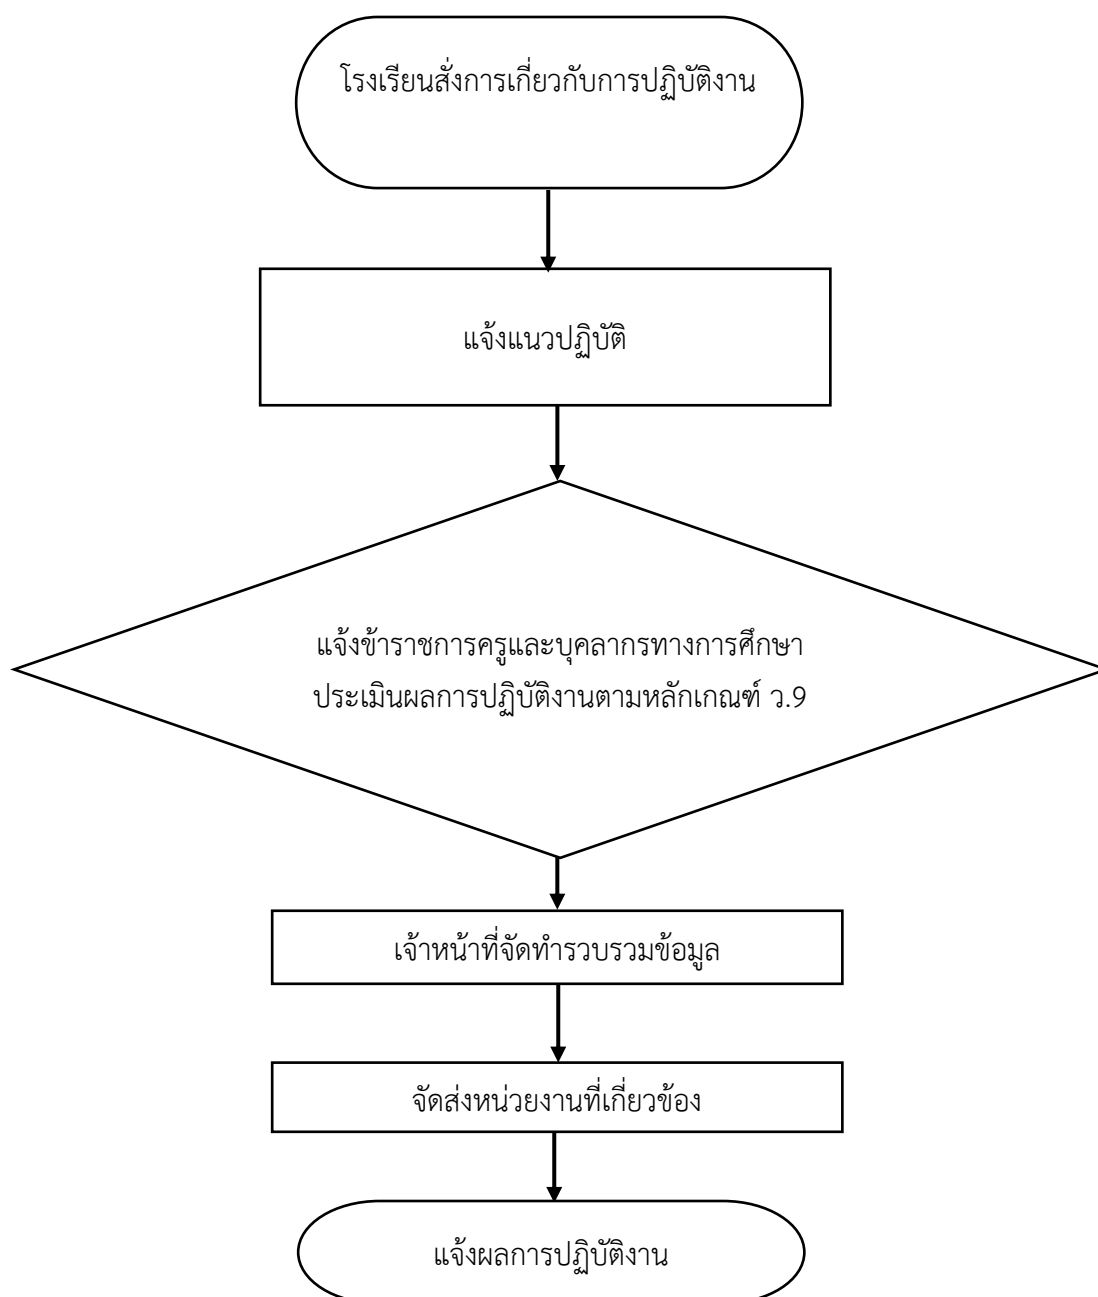 โรงเรียนสั่งการเกี่ยวกับการปฏิบัติงาน
แจ้งแนวปฏิบัติ
แจ้งข้าราชการครูและบุคลากรทางการศึกษา
ประเมินผลการปฏิบัติงานตามหลักเกณฑ์ ว.9
เจ้าหน้าที่จัดทำรวบรวมข้อมูล
จัดส่งหน่วยงานที่เกี่ยวข้อง
แจ้งผลการปฏิบัติงาน